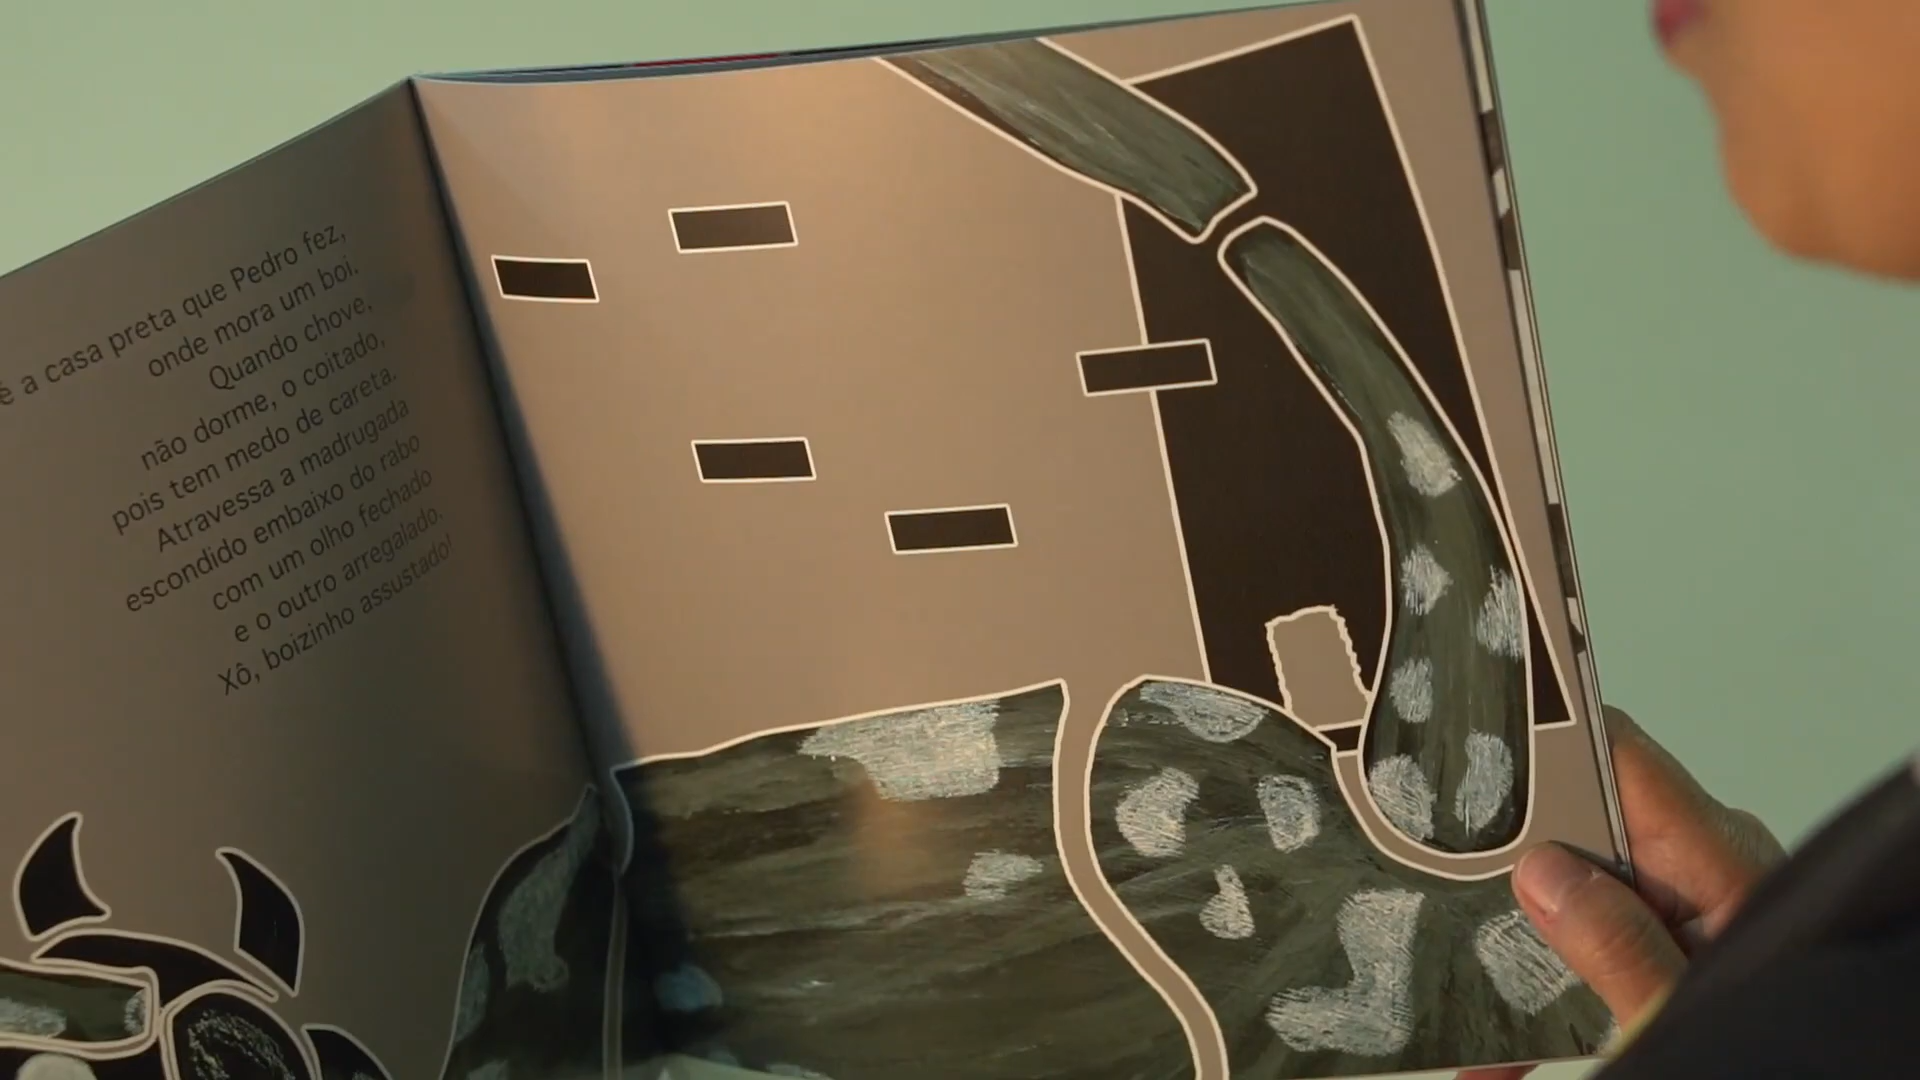 é a casa preta que Pedro fez,
onde mora um boi.
Quando chove,
não dorme, o coitado,
pois tem medo de careta.
Atravessa a madrugada
escondido embaixo do rabo
com um olho fechado
e o outro arregalado.
Xô, boizinho assustado!